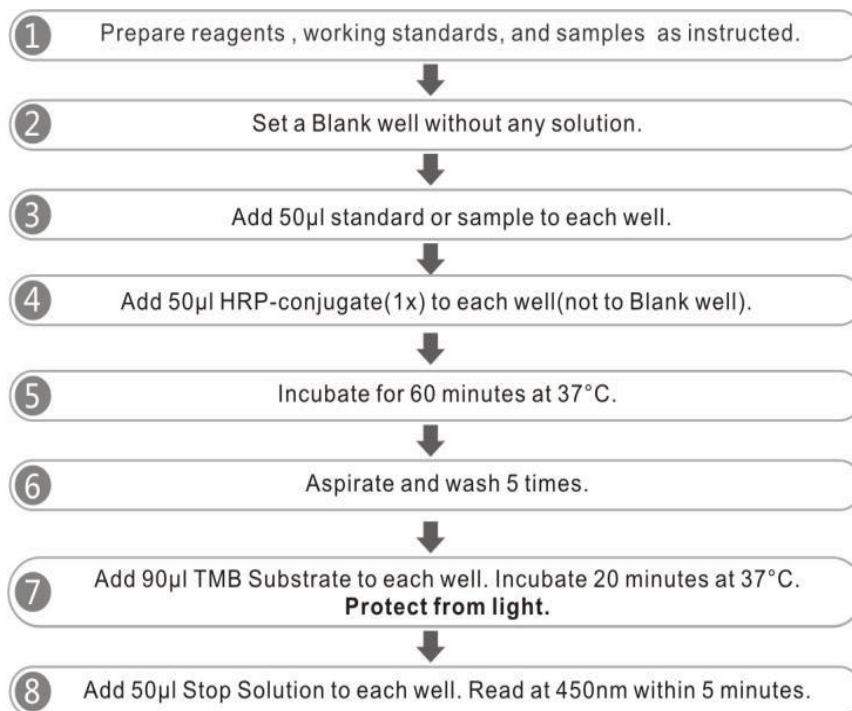 1 Prepare reagents , working standards, and samples as instructed.
2 Set a Blank well without any solution.
3 Add 50μl standard or sample to each well.
4 Add 50μl HRP-conjugate(1x) to each well(not to Blank well).
5 Incubate for 60 minutes at 37°C.
6 Aspirate and wash 5 times.
7 Add 90μl TMB Substrate to each well. Incubate 20 minutes at 37°C.
Protect from light.
8 Add 50μl Stop Solution to each well. Read at 450nm within 5 minutes.